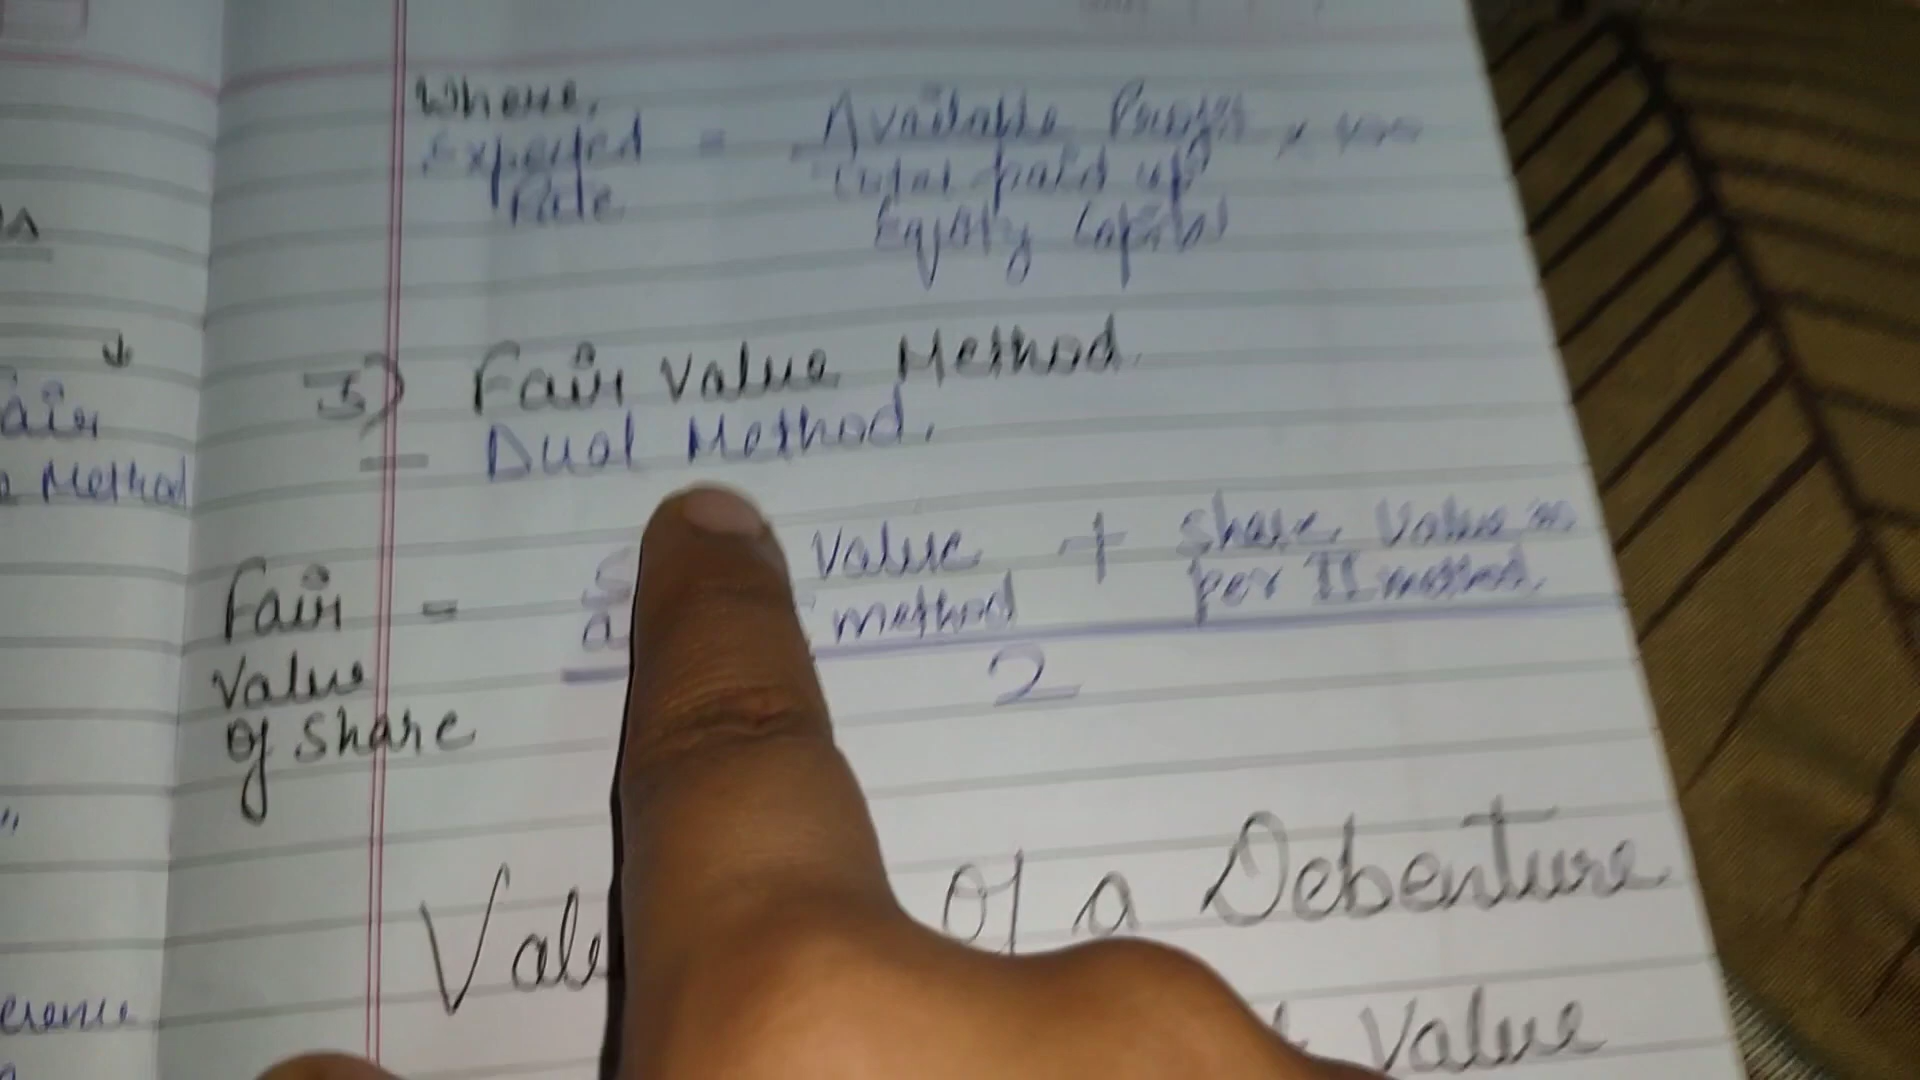 Where,
Expected = Available Profit ×
Rate Total paid up
Equity Capital
3) Fair Value Method.
Dual Method.
Value + Share Value as
Fair = method per II method.
Value 2
of Share
of a Debenture
Value
Method